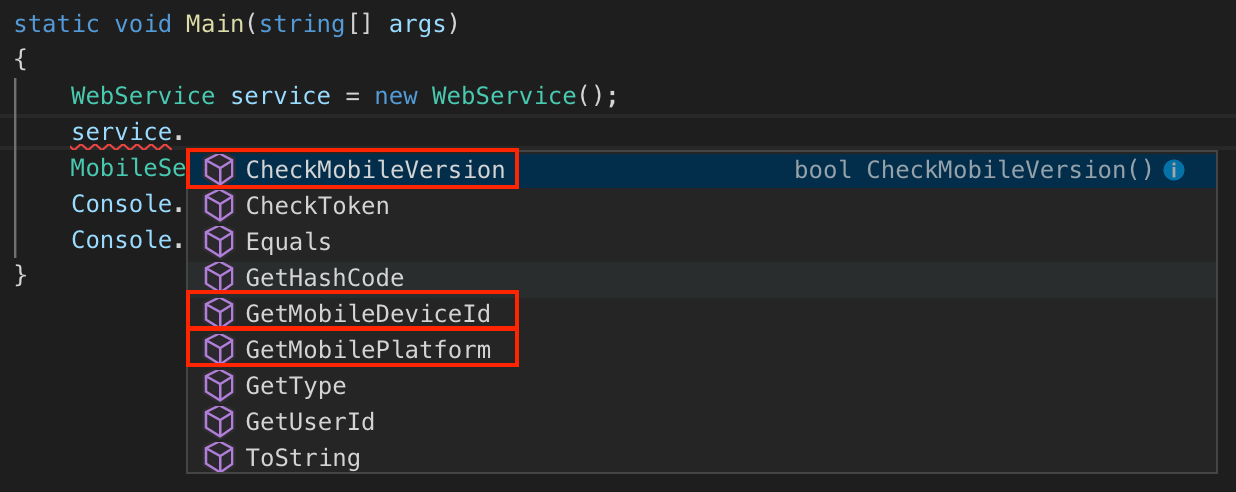 static void Main(string[] args)
{
WebService service = new WebService();
service.
MobileSe
CheckMobileVersion bool CheckMobileVersion()
CheckToken
Console.
Equals
Console.
GetHashCode
}
GetMobileDeviceId
GetMobilePlatform
GetType
GetUserId
ToString